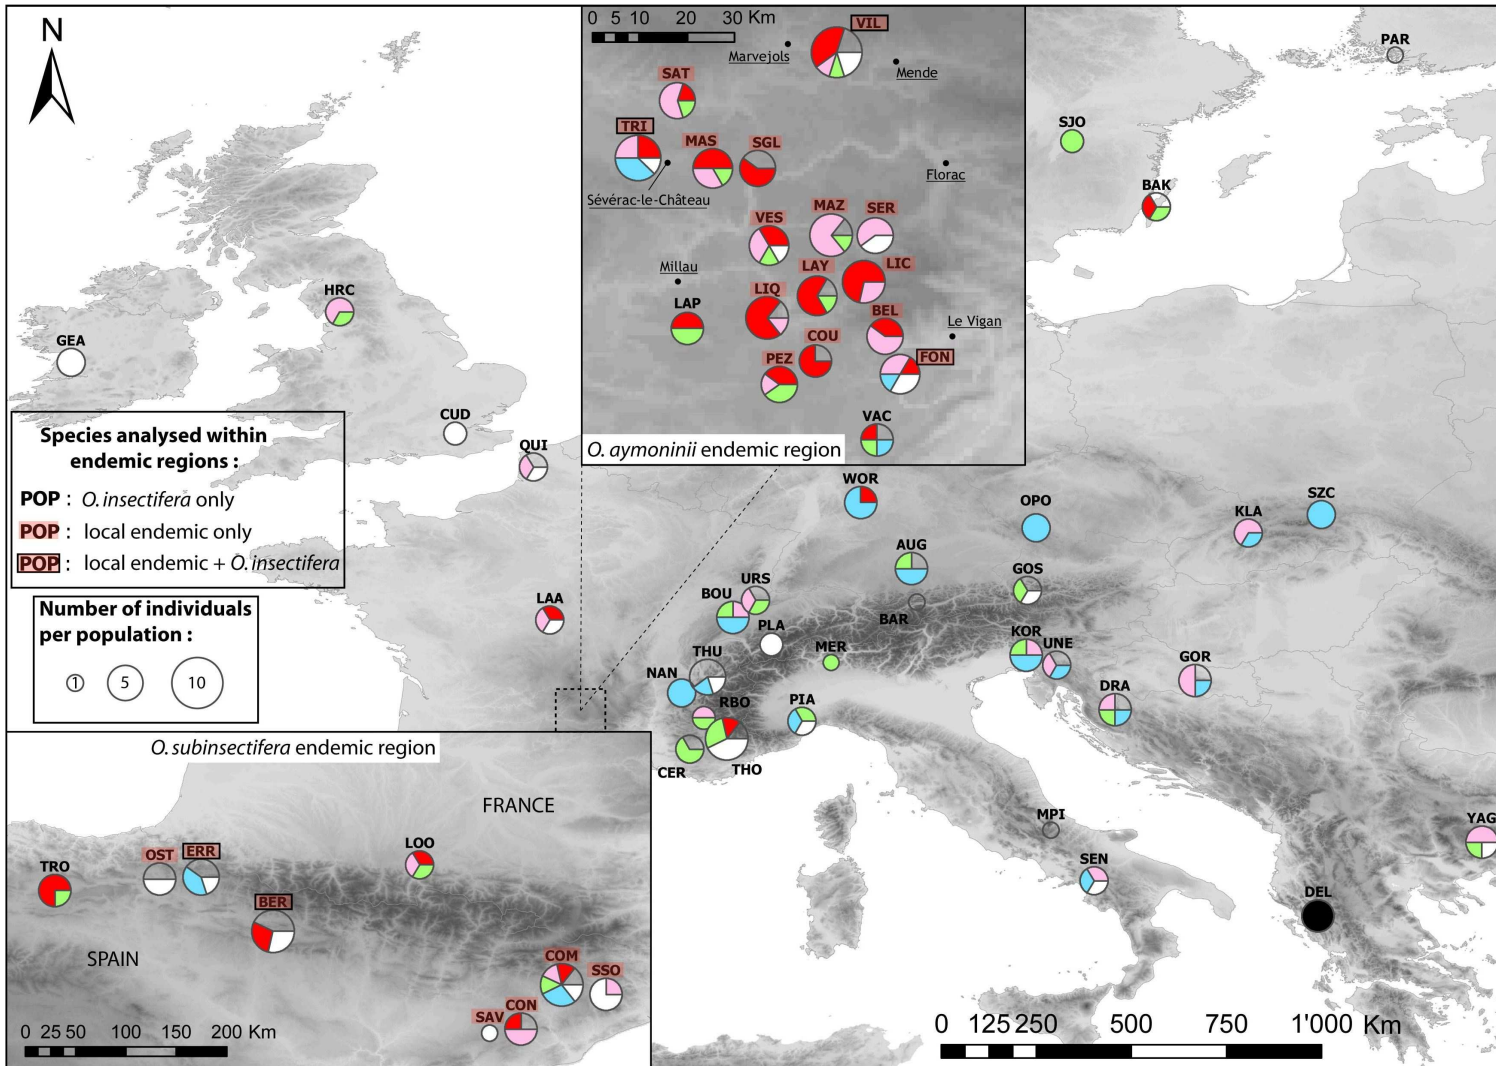 N
0 5 10 20 30 Km
VIL
Marvejols
Mende
SAT
TRI
MAS
SGL
Florac
Sévérac-le-Château
VES
MAZ
SER
Millau
LAY
LIC
LAP
LIQ
BEL
Le Vigan
COU
PEZ
FON
VAC
O. aymoninii endemic region
PAR
SJO
BAK
HRC
GEA
CUD
QUI
Species analysed within
endemic regions :
POP : O. insectifera only
POP : local endemic only
POP : local endemic + O. insectifera
Number of individuals
per population :
1 5 10
WOR
OPO
SZC
KLA
AUG
GOS
URS
BOU
LAA
BAR
PLA
MER
KOR
UNE
THU
NAN
GOR
RBO
PIA
DRA
CER
THO
MPI
SEN
YAG
DEL
O. subinsectifera endemic region
FRANCE
LOO
TRO
OST
ERR
BER
SPAIN
COM
SSO
SAV
CON
0 25 50 100 150 200 Km
0 125 250 500 750 1'000 Km